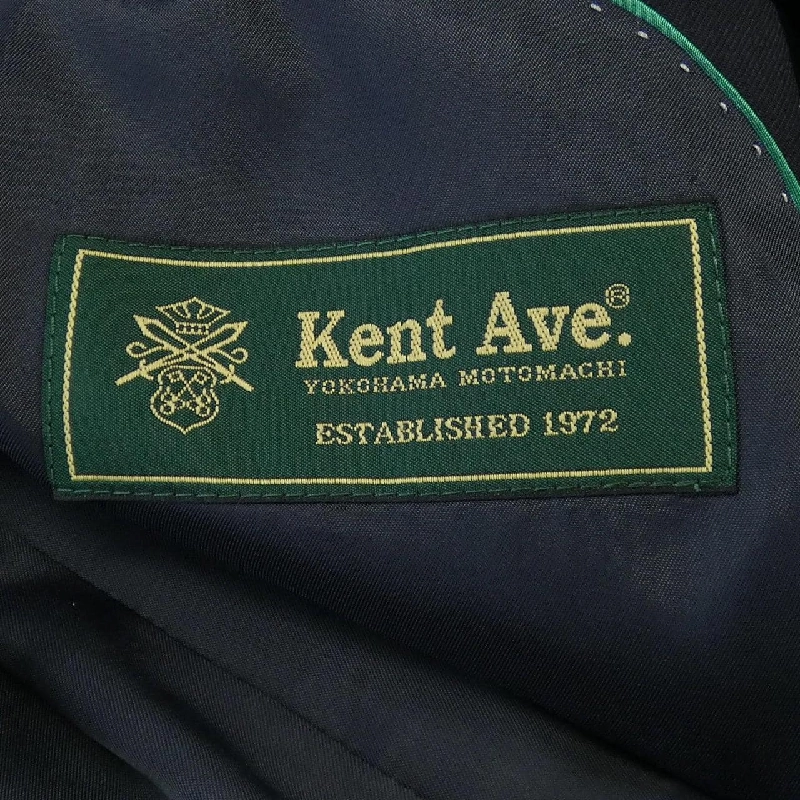 Kent Ave.®
YOKOHAMA MOTOMACHI
ESTABLISHED 1972